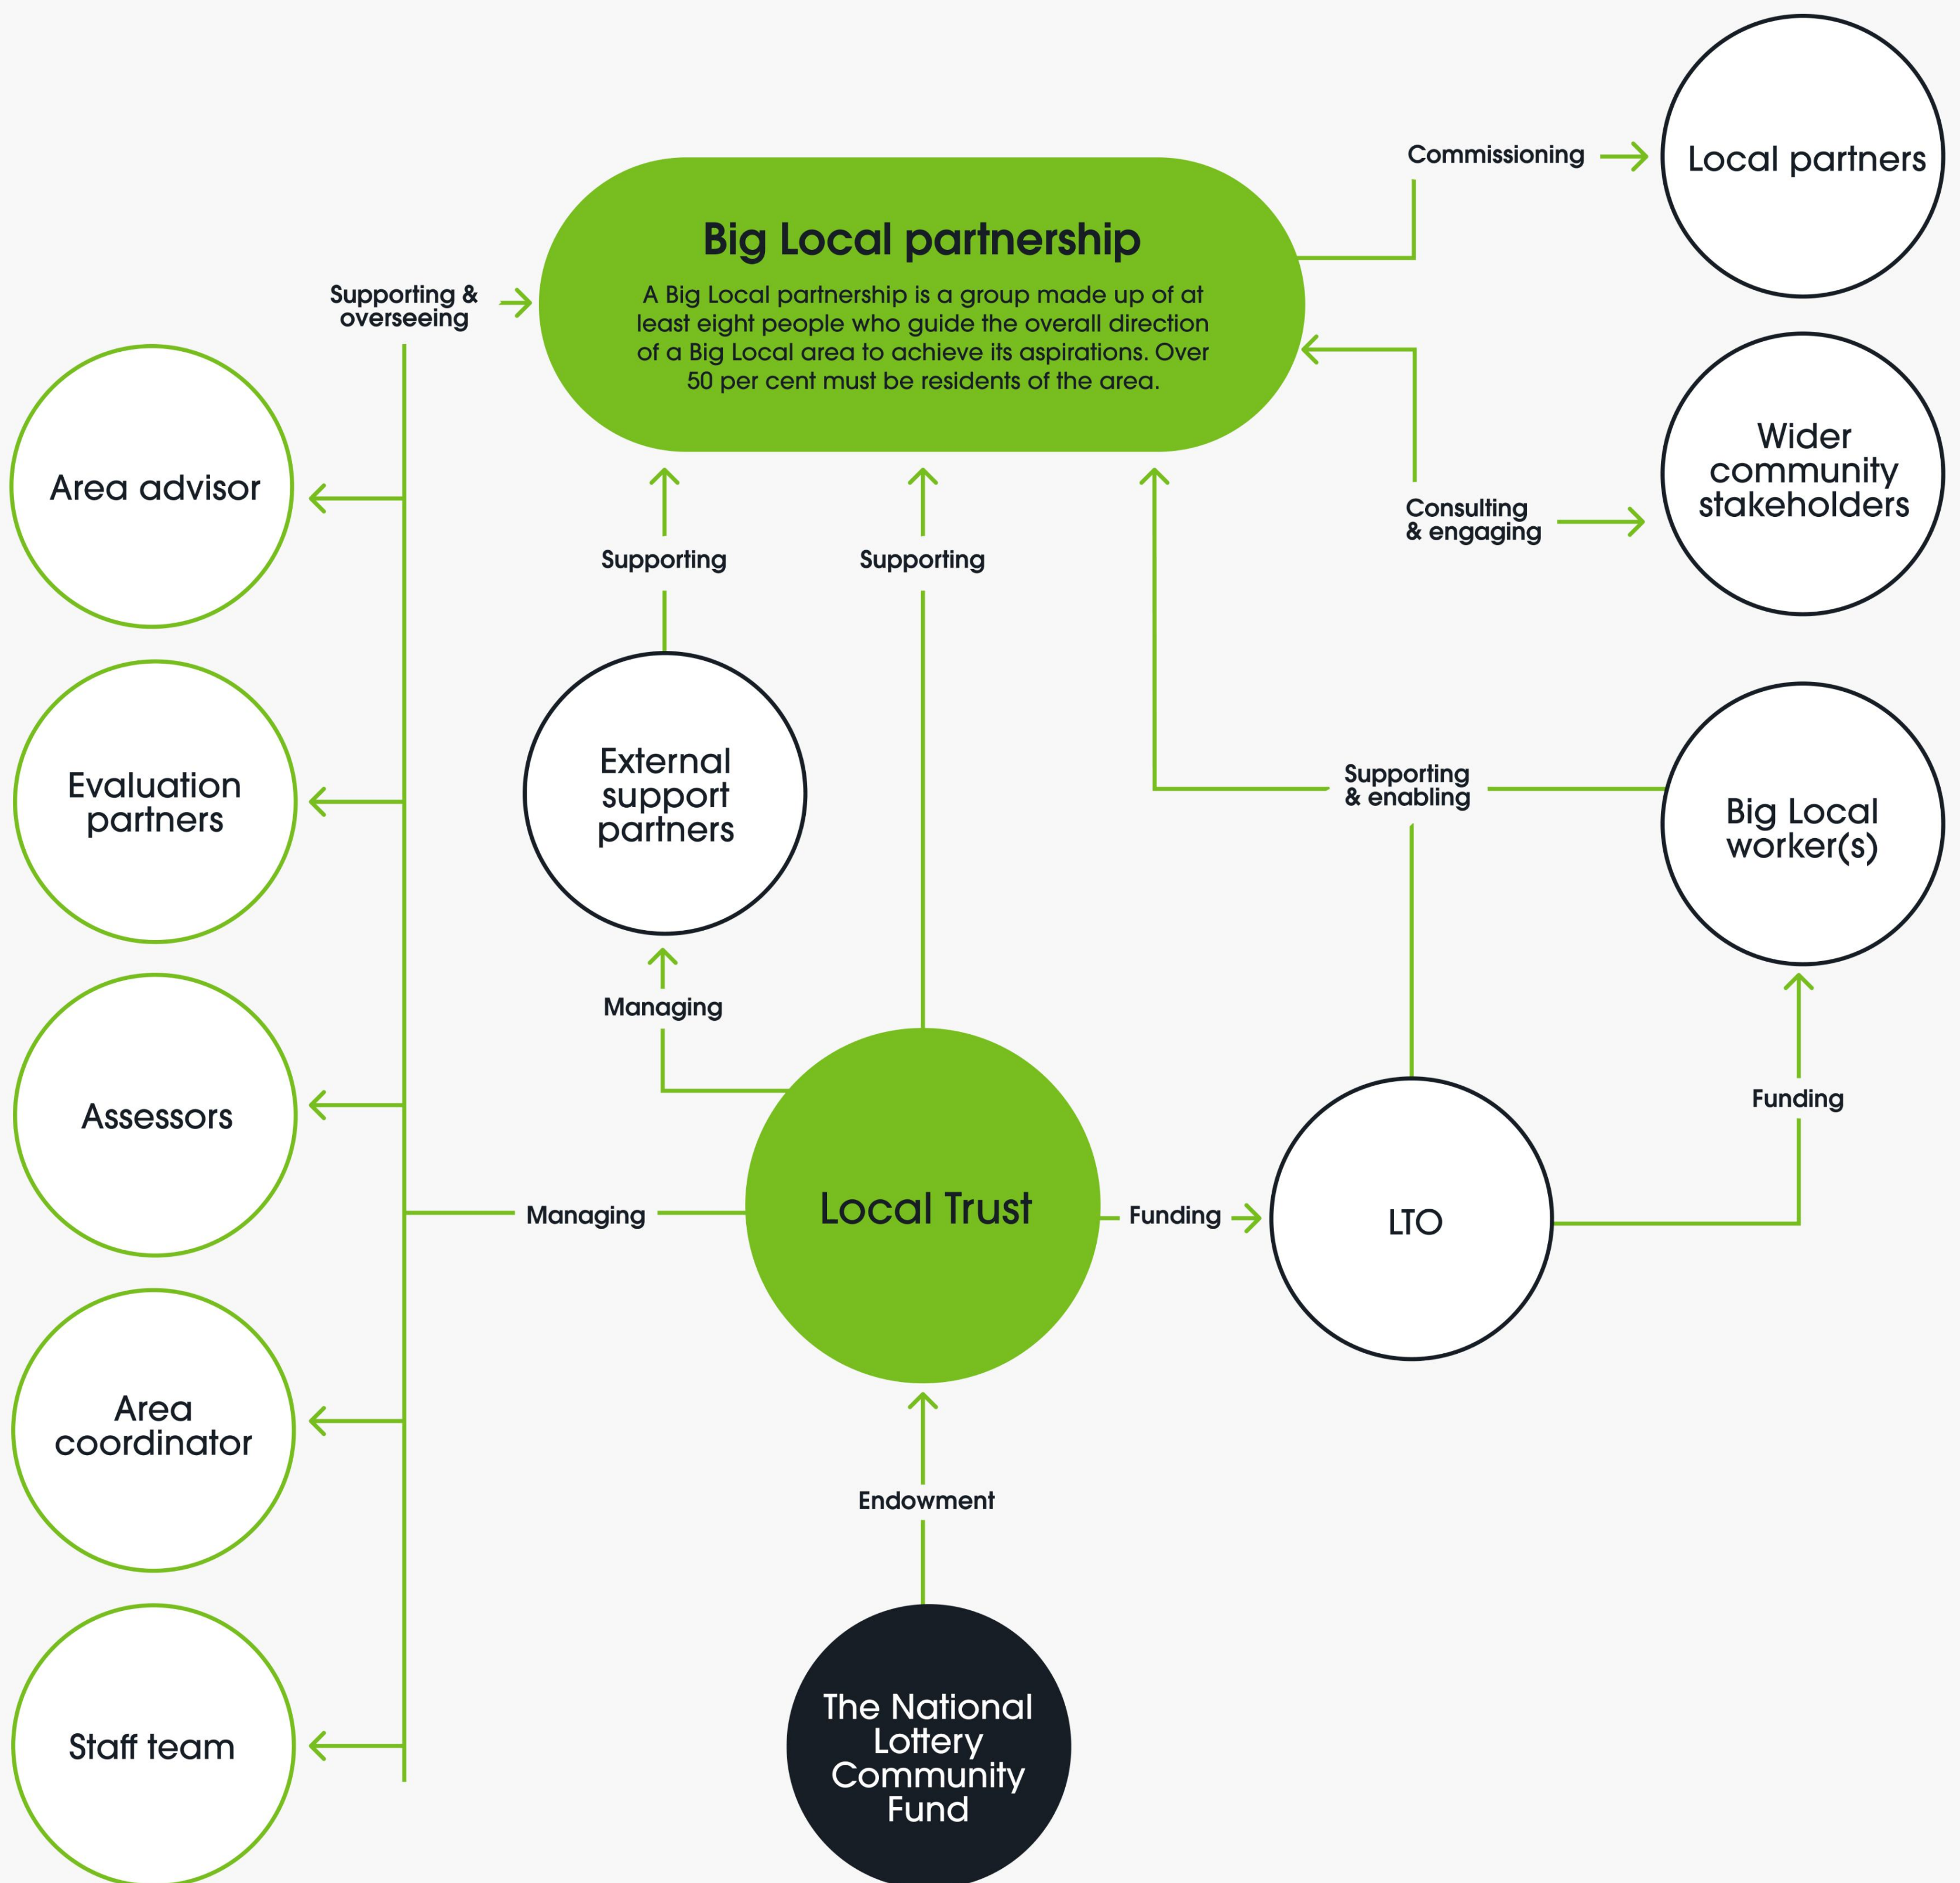 Commissioning
Local partners
Big Local partnership
A Big Local partnership is a group made up of at
least eight people who guide the overall direction
of a Big Local area to achieve its aspirations. Over
50 per cent must be residents of the area.
Supporting &
overseeing
Wider
community
stakeholders
Area advisor
Consulting
& engaging
Supporting
Supporting
Evaluation
partners
External
support
partners
Supporting
& enabling
Big Local
worker(s)
Managing
Assessors
Funding
Managing
Local Trust
Funding
LTO
Area
coordinator
Endowment
Staff team
The National
Lottery
Community
Fund